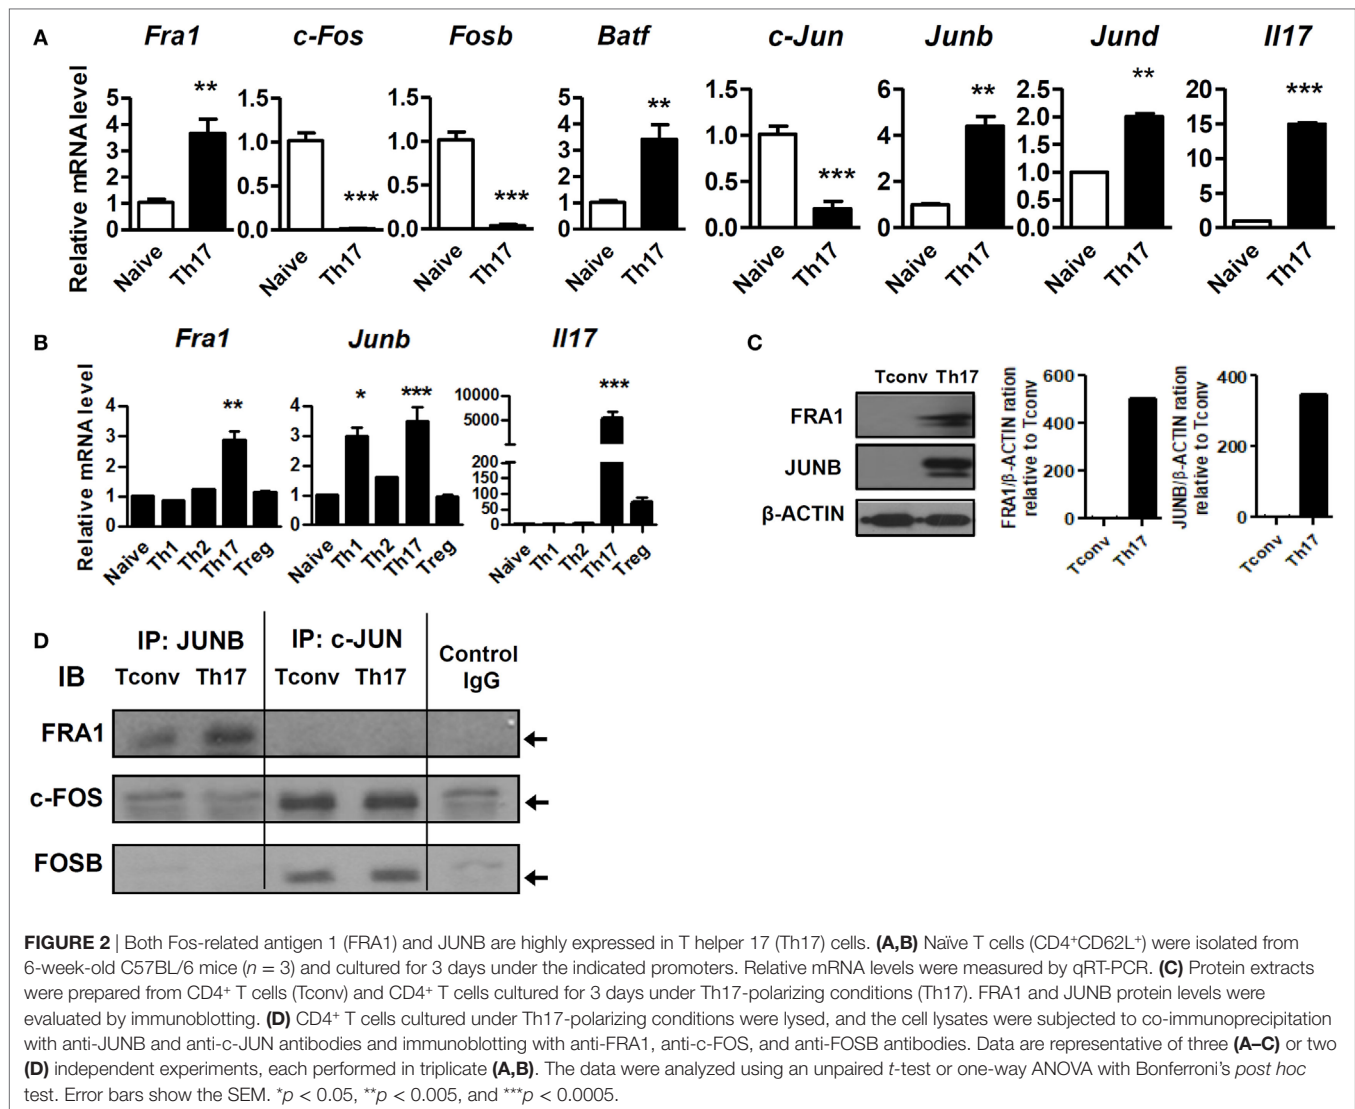 A
Fra1 c-Fos Fosb Batf c-Jun Junb Jund Il17
Relative mRNA level
5 4 3 2 1 0 **
Naive Th17
1.5 1.0 0.5 0.0 ***
Naive Th17
1.5 1.0 0.5 0.0 ***
Naive Th17
5 4 3 2 1 0 **
Naive Th17
1.5 1.0 0.5 0.0 ***
Naive Th17
6 4 2 0 **
Naive Th17
2.5 2.0 1.5 1.0 0.5 0.0 **
Naive Th17
20 15 10 5 0 ***
Naive Th17
B
Fra1 Junb Il17
Relative mRNA level
4 3 2 1 0 **
Naive Th1 Th2 Th17 Treg
4 3 2 1 0 * ***
Naive Th1 Th2 Th17 Treg
10000 5000 200 150 100 50 0 ***
Naive Th1 Th2 Th17 Treg
C
Tconv Th17
FRA1
JUNB
β-ACTIN
FRA1/β-ACTIN ration
relative to Tconv
600 400 200 0
Tconv Th17
JUNB/β-ACTIN ration
relative to Tconv
400 200 0
Tconv Th17
D
IP: JUNB IP: c-JUN Control
IgG
IB Tconv Th17 Tconv Th17
FRA1
c-FOS
FOSB
FIGURE 2 | Both Fos-related antigen 1 (FRA1) and JUNB are highly expressed in T helper 17 (Th17) cells. (A,B) Naïve T cells (CD4⁺CD62L⁺) were isolated from
6-week-old C57BL/6 mice (n = 3) and cultured for 3 days under the indicated promoters. Relative mRNA levels were measured by qRT-PCR. (C) Protein extracts
were prepared from CD4⁺ T cells (Tconv) and CD4⁺ T cells cultured for 3 days under Th17-polarizing conditions (Th17). FRA1 and JUNB protein levels were
evaluated by immunoblotting. (D) CD4⁺ T cells cultured under Th17-polarizing conditions were lysed, and the cell lysates were subjected to co-immunoprecipitation
with anti-JUNB and anti-c-JUN antibodies and immunoblotting with anti-FRA1, anti-c-FOS, and anti-FOSB antibodies. Data are representative of three (A–C) or two
(D) independent experiments, each performed in triplicate (A,B). The data were analyzed using an unpaired t-test or one-way ANOVA with Bonferroni's post hoc
test. Error bars show the SEM. *p < 0.05, **p < 0.005, and ***p < 0.0005.